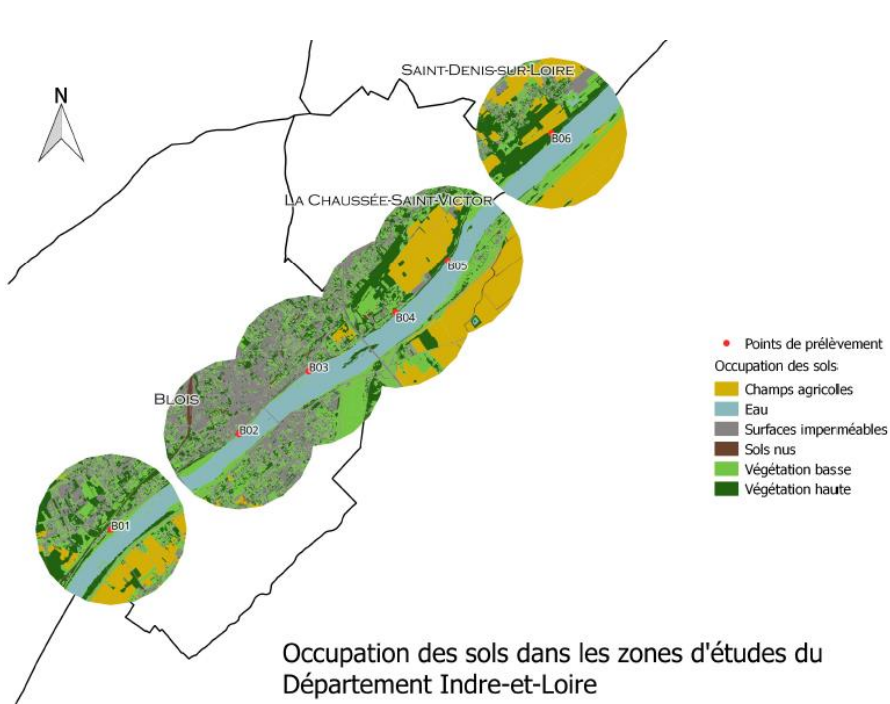 N
SAINT-DENIS-SUR-LOIRE
B06
LA CHAUSSÉE-SAINT-VICTOR
B05
B04
B03
BLOIS
B02
B01
Points de prélèvement
Occupation des sols
Champs agricoles
Eau
Surfaces imperméables
Sols nus
Végétation basse
Végétation haute
Occupation des sols dans les zones d'études du
Département Indre-et-Loire